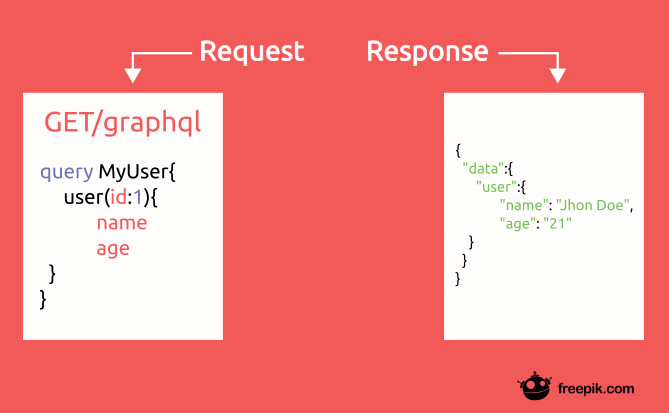 Request
Response
GET/graphql
query MyUser{
user(id:1){
name
age
}
}
{
"data":{
"user":{
"name": "Jhon Doe",
"age": "21"
}
}
}
freepik.com